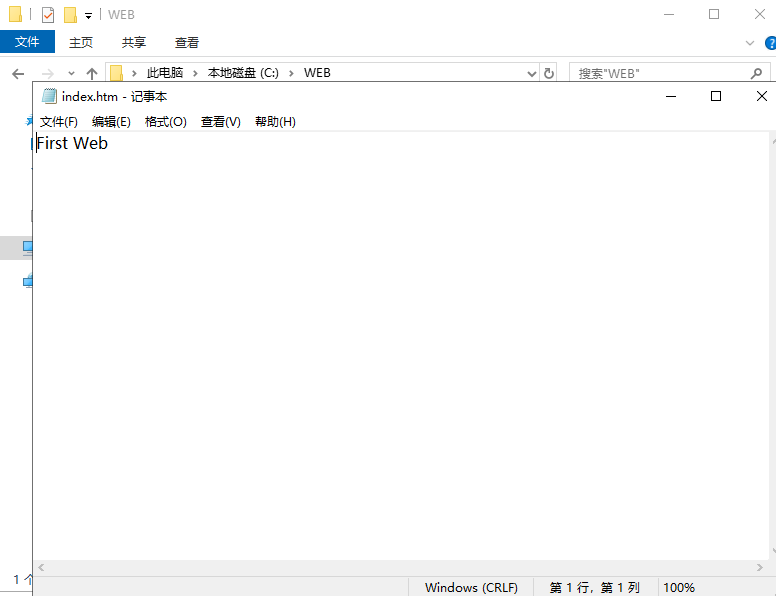 WEB
文件 主页 共享 查看
此电脑 本地磁盘 (C:) WEB 搜索"WEB"
index.htm - 记事本
文件(F) 编辑(E) 格式(O) 查看(V) 帮助(H)
First Web
1 个
Windows (CRLF) 第 1 行，第 1 列 100%